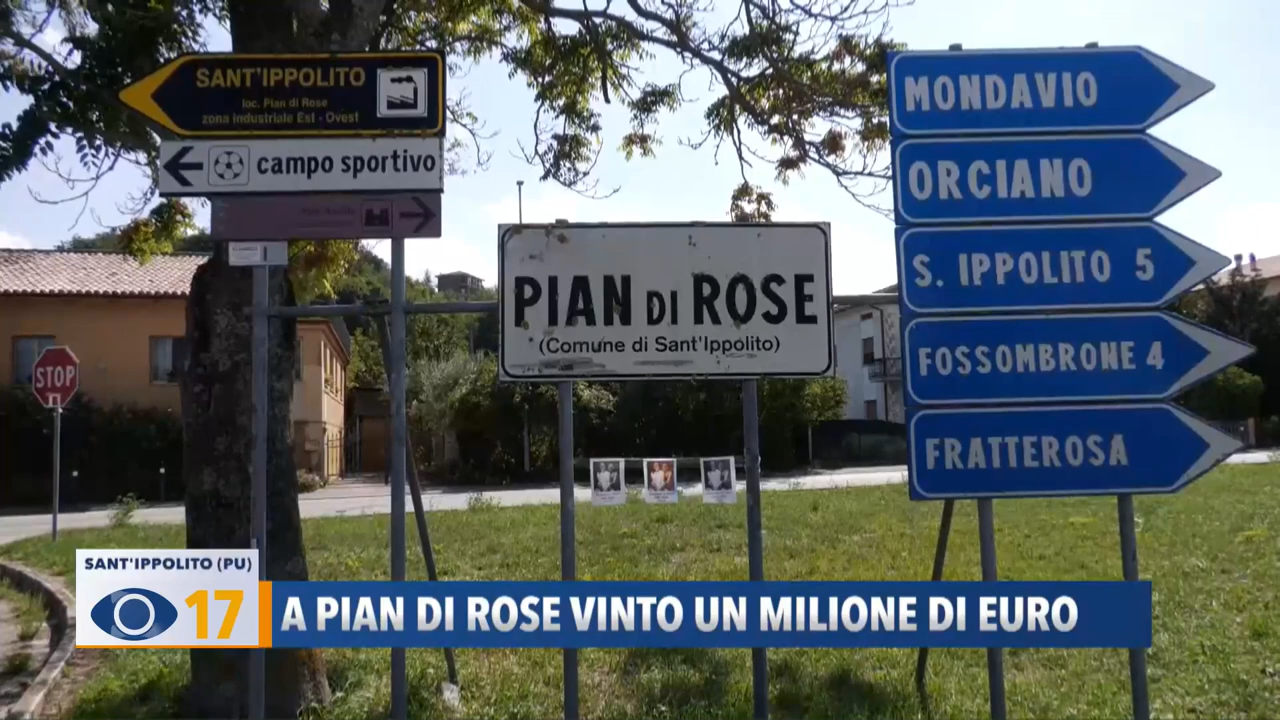 SANT'IPPOLITO
loc. Pian di Rose
zona industriale Est - Ovest
campo sportivo
STOP
PIAN DI ROSE
(Comune di Sant'Ippolito)
MONDAVIO
ORCIANO
S. IPPOLITO 5
FOSSOMBRONE 4
FRATTEROSA
SANT'IPPOLITO (PU)
17
A PIAN DI ROSE VINTO UN MILIONE DI EURO